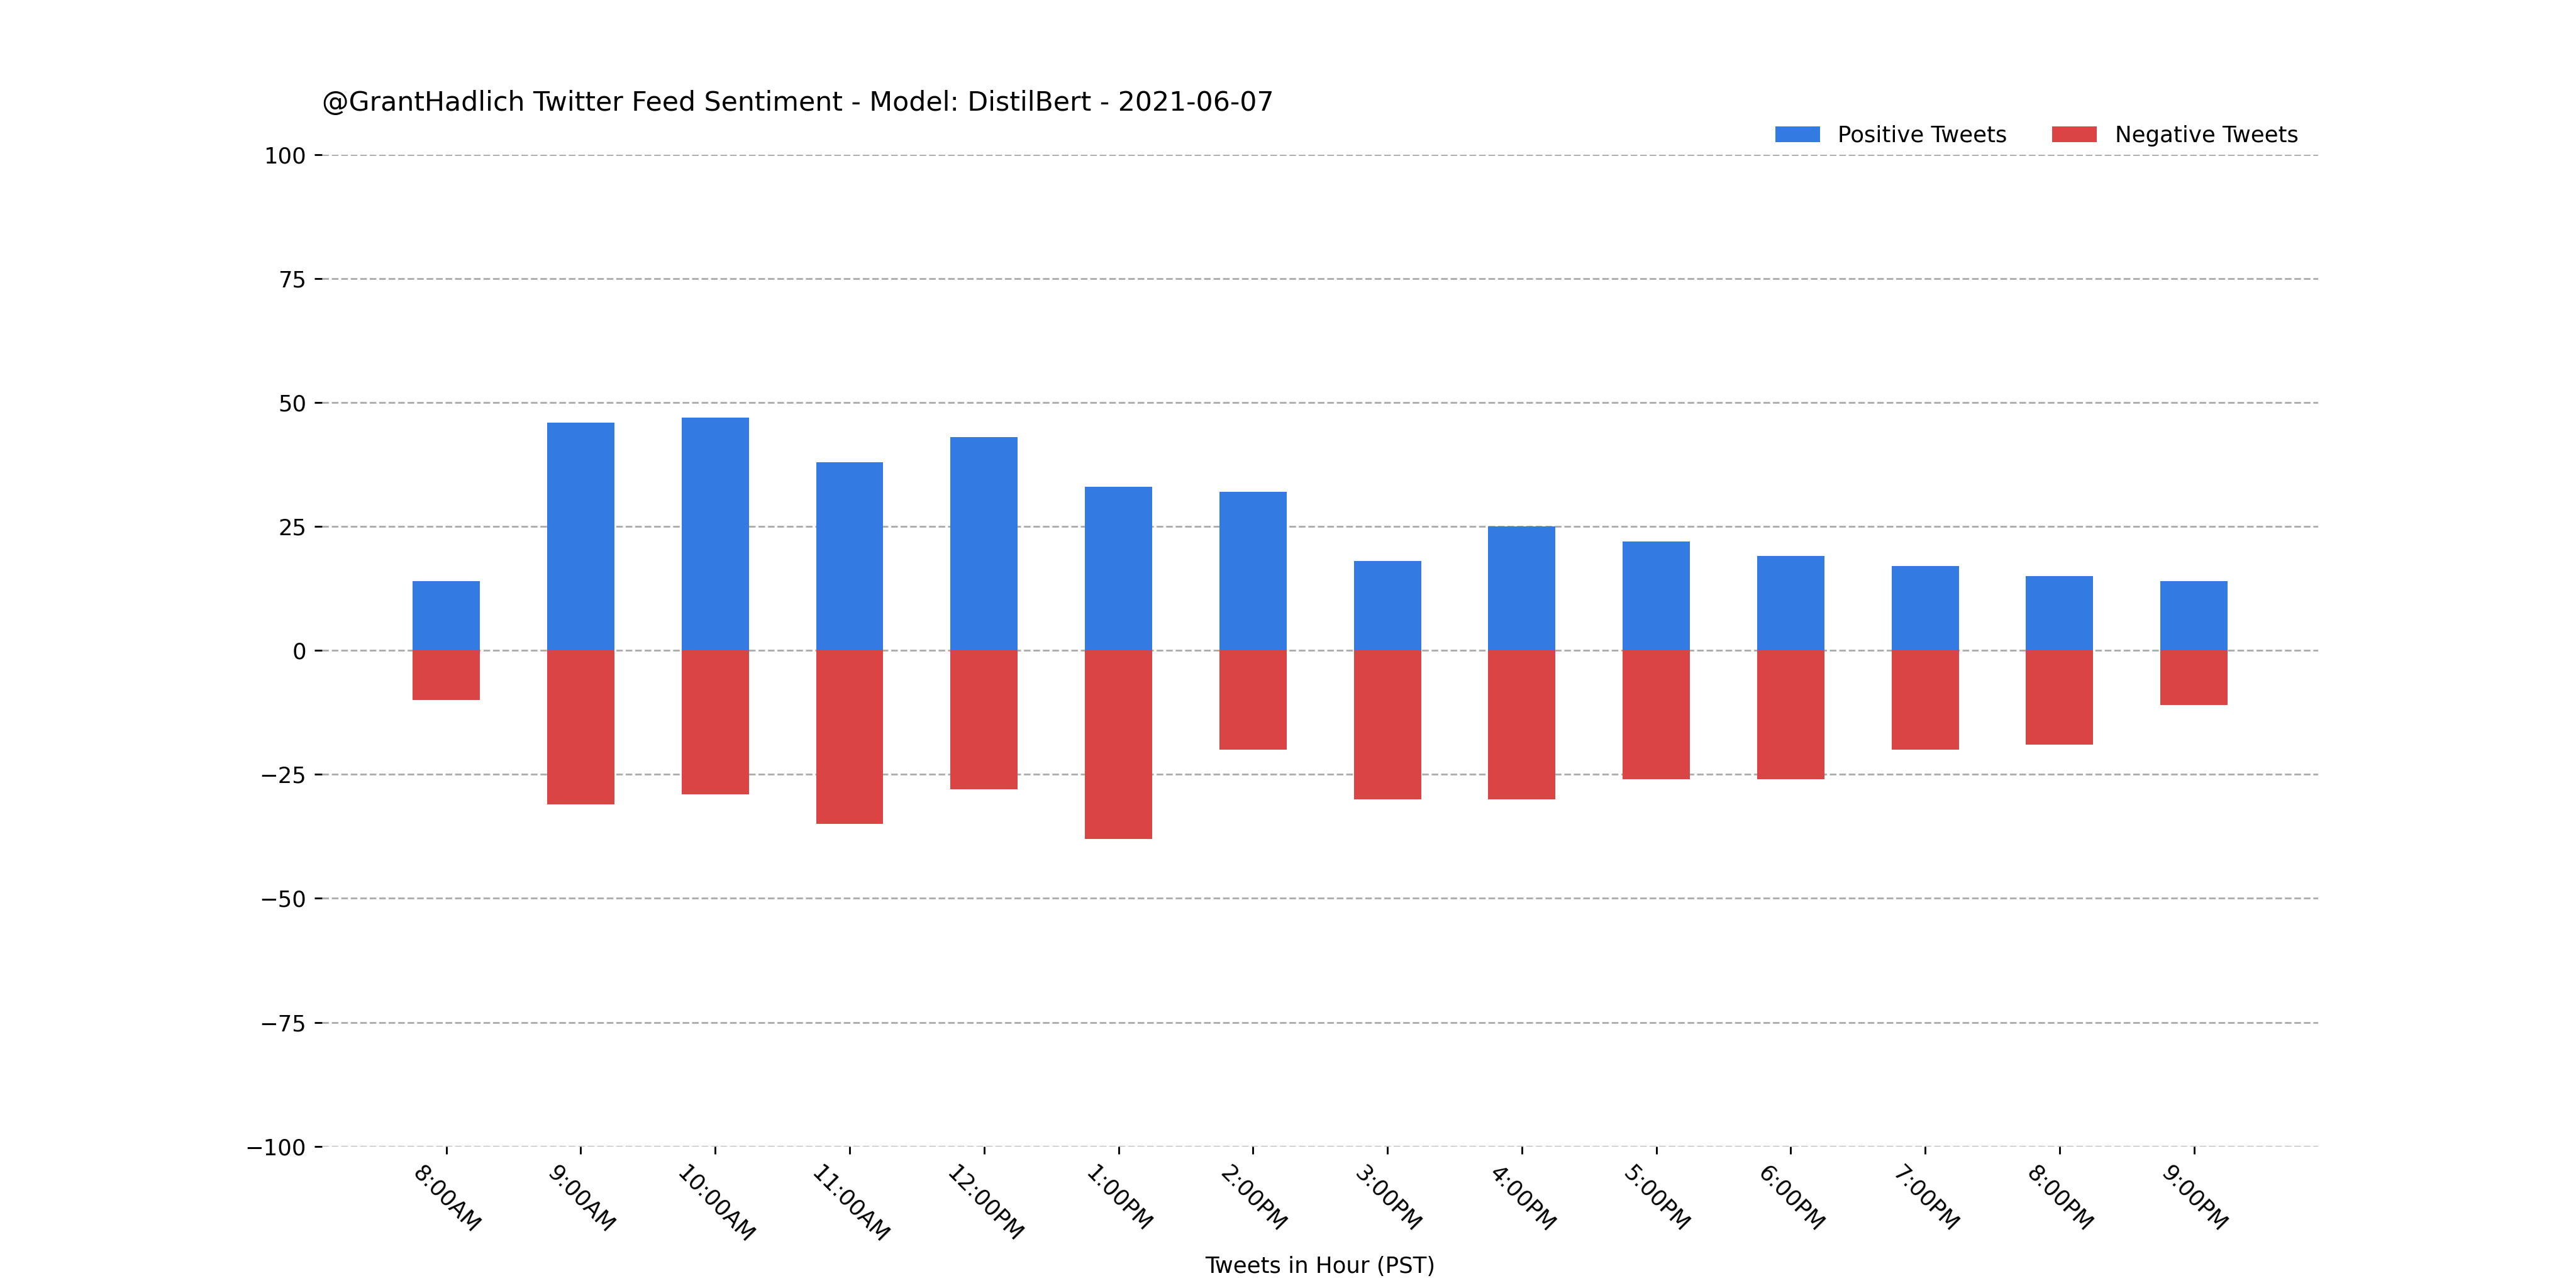 @GrantHadlich Twitter Feed Sentiment - Model: DistilBert - 2021-06-07
Positive Tweets
Negative Tweets
100
75
50
25
0
−25
−50
−75
−100
8:00AM
9:00AM
10:00AM
11:00AM
12:00PM
1:00PM
2:00PM
3:00PM
4:00PM
5:00PM
6:00PM
7:00PM
8:00PM
9:00PM
Tweets in Hour (PST)